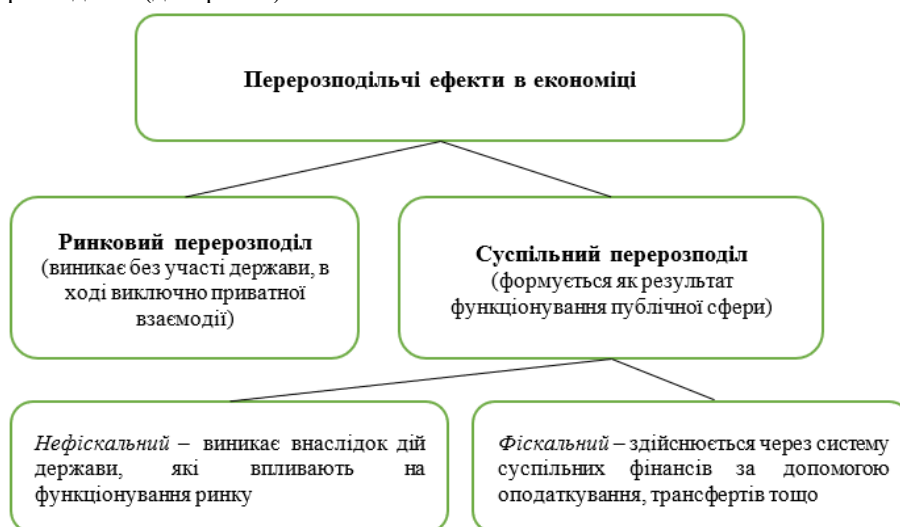 Перерозподільчі ефекти в економіці
Ринковий перерозподіл
(виникає без участі держави, в
ході виключно приватної
взаємодії)
Суспільний перерозподіл
(формується як результат
функціонування публічної сфери)
Нефіскальний – виникає внаслідок дій
держави, які впливають на
функціонування ринку
Фіскальний – здійснюється через систему
суспільних фінансів за допомогою
оподаткування, трансфертів тощо